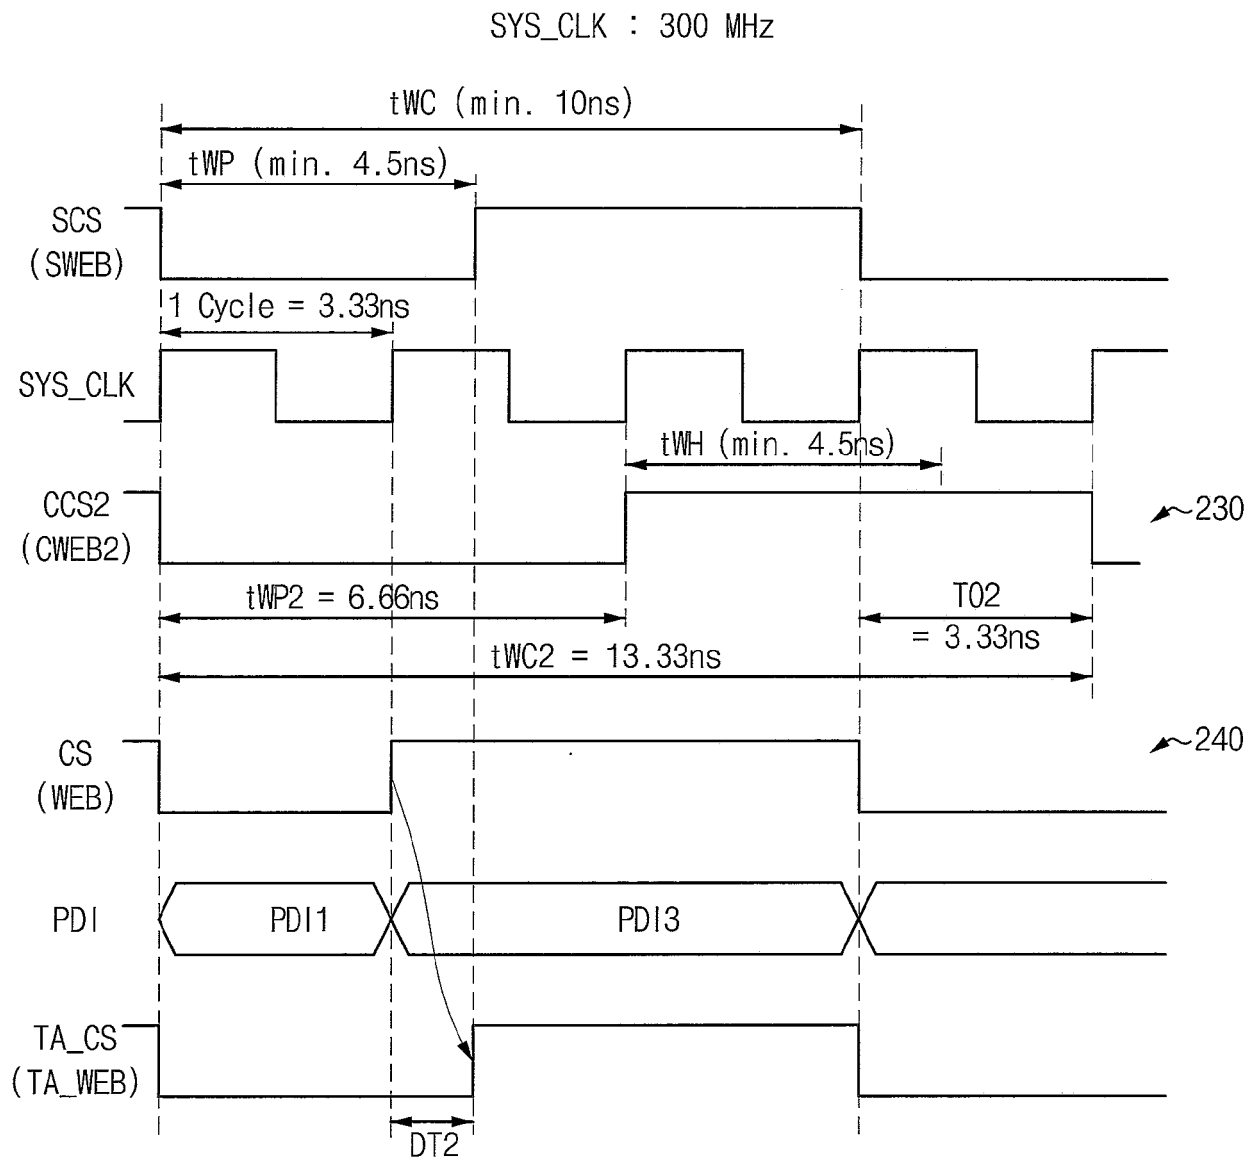 SYS_CLK : 300 MHz
tWC (min. 10ns)
tWP (min. 4.5ns)
SCS
(SWEB)
1 Cycle = 3.33ns
SYS_CLK
tWH (min. 4.5ns)
CCS2
(CWEB2)
230
tWP2 = 6.66ns
T02
= 3.33ns
tWC2 = 13.33ns
CS
(WEB)
240
PDI
PDI1
PDI3
TA_CS
(TA_WEB)
DT2